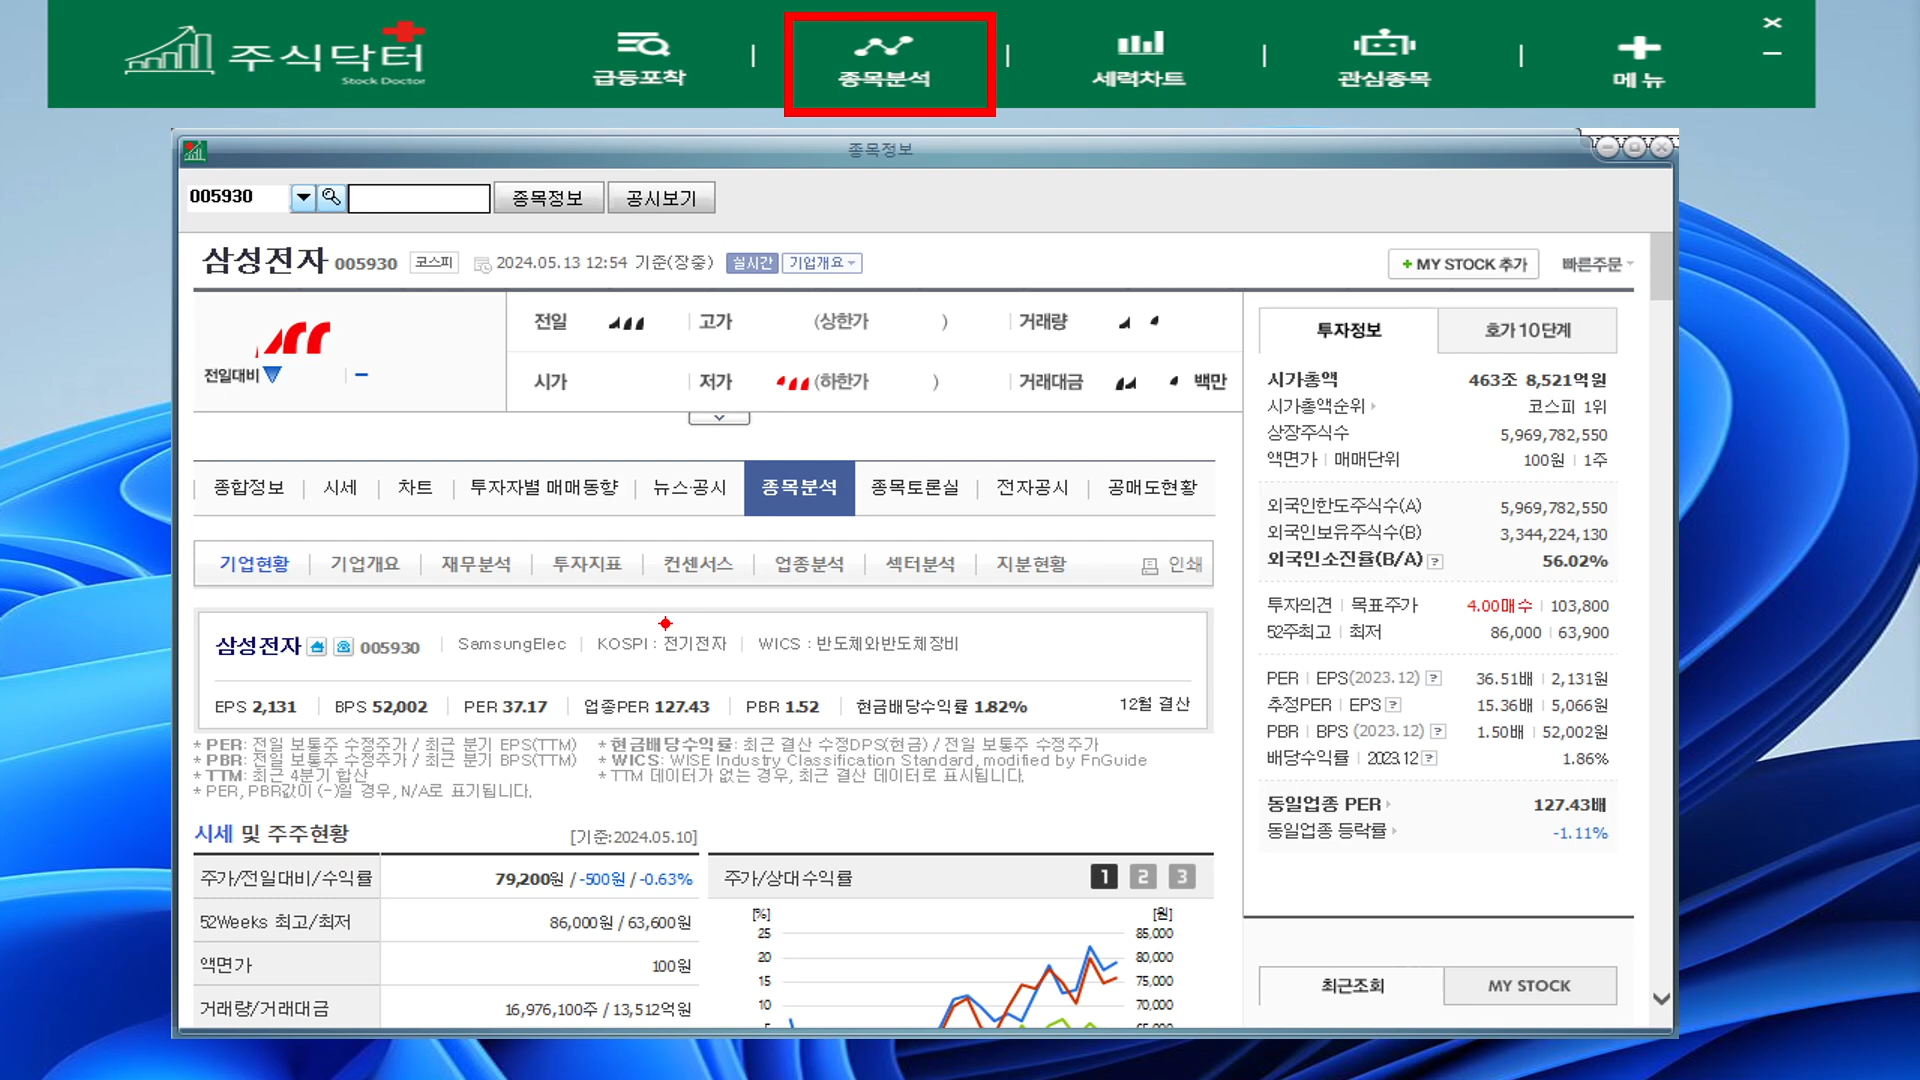 주식닥터
Stock Doctor
급등포착 | 종목분석 | 세력차트 | 관심종목 | 메뉴
종목정보
005930 종목정보 공시보기
삼성전자 005930 코스피 2024.05.13 12:54 기준(장중) 실시간 기업개요
+ MY STOCK 추가 빠른주문
전일 고가 (상한가 ) 거래량
전일대비
시가 저가 (하한가 ) 거래대금 백만
종합정보 시세 차트 투자자별 매매동향 뉴스·공시 종목분석 종목토론실 전자공시 공매도현황
기업현황 기업개요 재무분석 투자지표 컨센서스 업종분석 섹터분석 지분현황 인쇄
삼성전자 005930 SamsungElec KOSPI : 전기전자 WICS : 반도체와반도체장비
EPS 2,131 BPS 52,002 PER 37.17 업종PER 127.43 PBR 1.52 현금배당수익률 1.82% 12월 결산
* PER: 전일 보통주 수정주가 / 최근 분기 EPS(TTM)
* PBR: 전일 보통주 수정주가 / 최근 분기 BPS(TTM)
* TTM: 최근 4분기 합산
* PER, PBR값이 (-)일 경우, N/A로 표기됩니다.
* 현금배당수익률: 최근 결산 수정DPS(현금) / 전일 보통주 수정주가
* WICS: WISE Industry Classification Standard, modified by FnGuide
* TTM 데이터가 없는 경우, 최근 결산 데이터로 표시됩니다.
시세 및 주주현황 [기준:2024.05.10]
주가/전일대비/수익률 79,200원 / -500원 / -0.63%
52Weeks 최고/최저 86,000원 / 63,600원
액면가 100원
거래량/거래대금 16,976,100주 / 13,512억원
주가/상대수익률 1 2 3
[%] [원]
25 85,000
20 80,000
15 75,000
10 70,000
5 65,000
투자정보 호가 10단계
시가총액 463조 8,521억원
시가총액순위 코스피 1위
상장주식수 5,969,782,550
액면가 | 매매단위 100원 | 1주
외국인한도주식수(A) 5,969,782,550
외국인보유주식수(B) 3,344,224,130
외국인소진율(B/A) ? 56.02%
투자의견 | 목표주가 4.00매수 | 103,800
52주최고 | 최저 86,000 | 63,900
PER | EPS(2023.12) ? 36.51배 | 2,131원
추정PER | EPS ? 15.36배 | 5,066원
PBR | BPS (2023.12) ? 1.50배 | 52,002원
배당수익률 | 2023.12 ? 1.86%
동일업종 PER 127.43배
동일업종 등락률 -1.11%
최근조회 MY STOCK